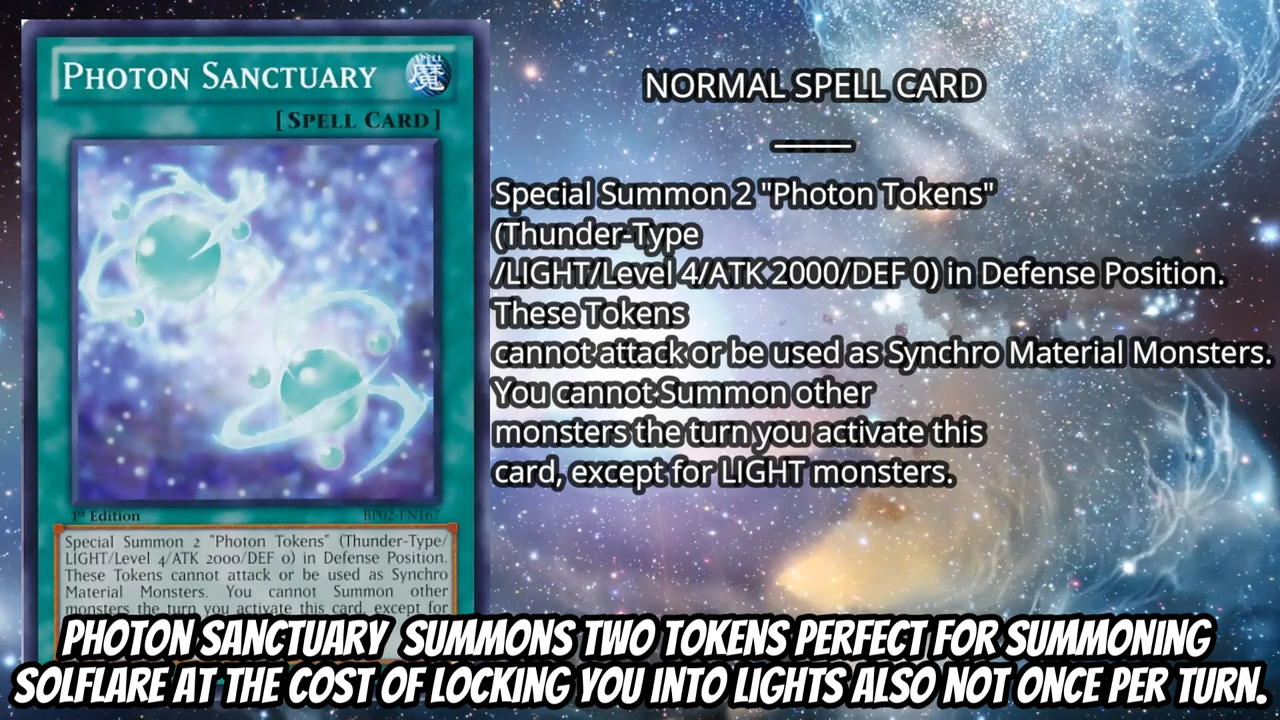 PHOTON SANCTUARY
SPELL
魔
[SPELL CARD]
1st Edition
BP02-EN167
Special Summon 2 "Photon Tokens" (Thunder-Type/
LIGHT/Level 4/ATK 2000/DEF 0) in Defense Position.
These Tokens cannot attack or be used as Synchro
Material Monsters. You cannot Summon other
monsters the turn you activate this card, except for
NORMAL SPELL CARD
Special Summon 2 "Photon Tokens"
(Thunder-Type
/LIGHT/Level 4/ATK 2000/DEF 0) in Defense Position.
These Tokens
cannot attack or be used as Synchro Material Monsters.
You cannot Summon other
monsters the turn you activate this
card, except for LIGHT monsters.
PHOTON SANCTUARY SUMMONS TWO TOKENS PERFECT FOR SUMMONING
SOLFLARE AT THE COST OF LOCKING YOU INTO LIGHTS ALSO NOT ONCE PER TURN.